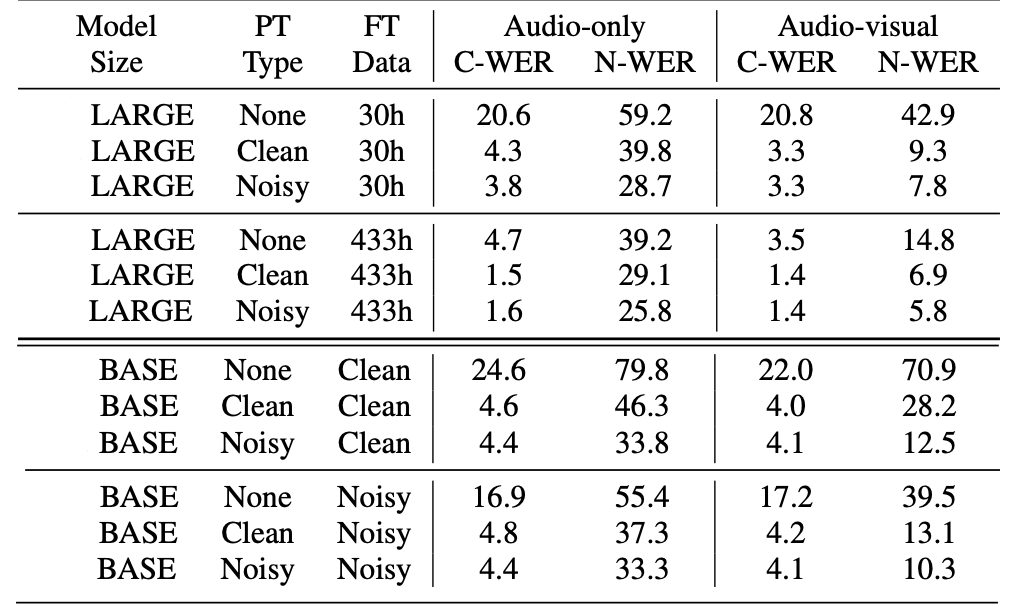 Model PT FT Audio-only Audio-visual
Size Type Data C-WER N-WER C-WER N-WER
LARGE None 30h 20.6 59.2 20.8 42.9
LARGE Clean 30h 4.3 39.8 3.3 9.3
LARGE Noisy 30h 3.8 28.7 3.3 7.8
LARGE None 433h 4.7 39.2 3.5 14.8
LARGE Clean 433h 1.5 29.1 1.4 6.9
LARGE Noisy 433h 1.6 25.8 1.4 5.8
BASE None Clean 24.6 79.8 22.0 70.9
BASE Clean Clean 4.6 46.3 4.0 28.2
BASE Noisy Clean 4.4 33.8 4.1 12.5
BASE None Noisy 16.9 55.4 17.2 39.5
BASE Clean Noisy 4.8 37.3 4.2 13.1
BASE Noisy Noisy 4.4 33.3 4.1 10.3